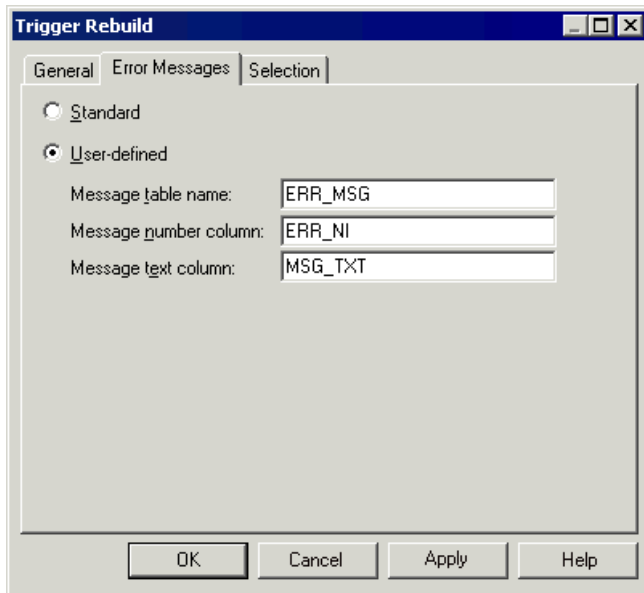 Trigger Rebuild
General Error Messages Selection
Standard
User-defined
Message table name: ERR_MSG
Message number column: ERR_NI
Message text column: MSG_TXT
OK Cancel Apply Help